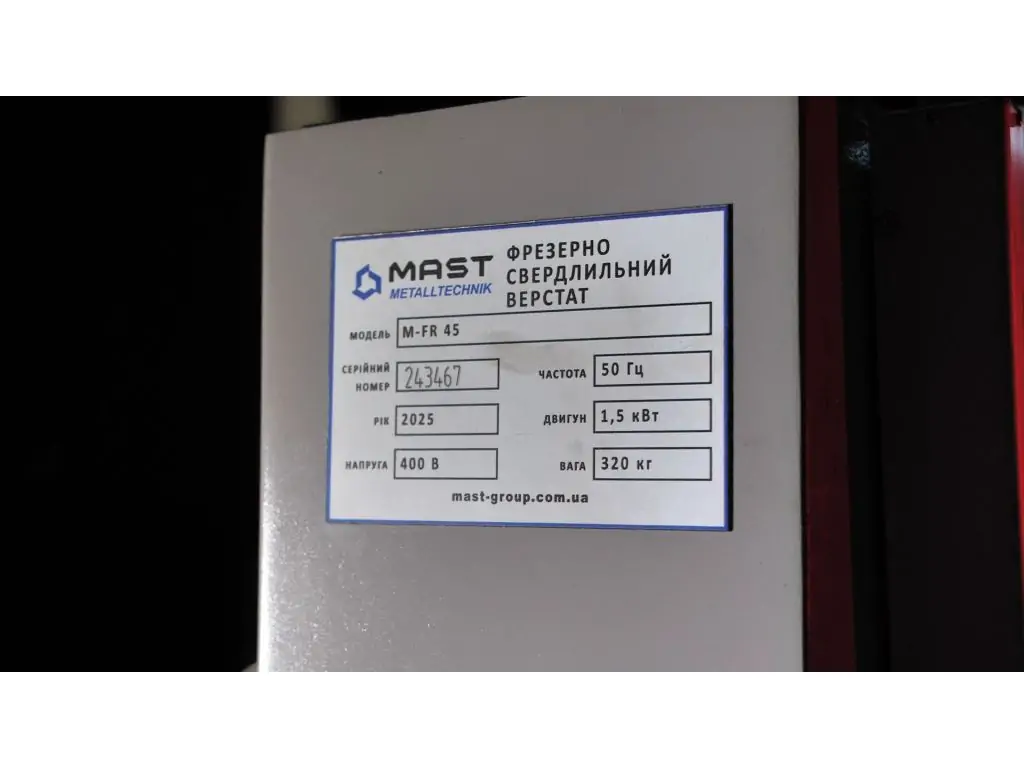 MAST
METALLTECHNIK
ФРЕЗЕРНО
СВЕРДЛИЛЬНИЙ
ВЕРСТАТ
МОДЕЛЬ M-FR 45
СЕРІЙНИЙ НОМЕР 243467
ЧАСТОТА 50 Гц
РІК 2025
ДВИГУН 1,5 кВт
НАПРУГА 400 В
ВАГА 320 кг
mast-group.com.ua